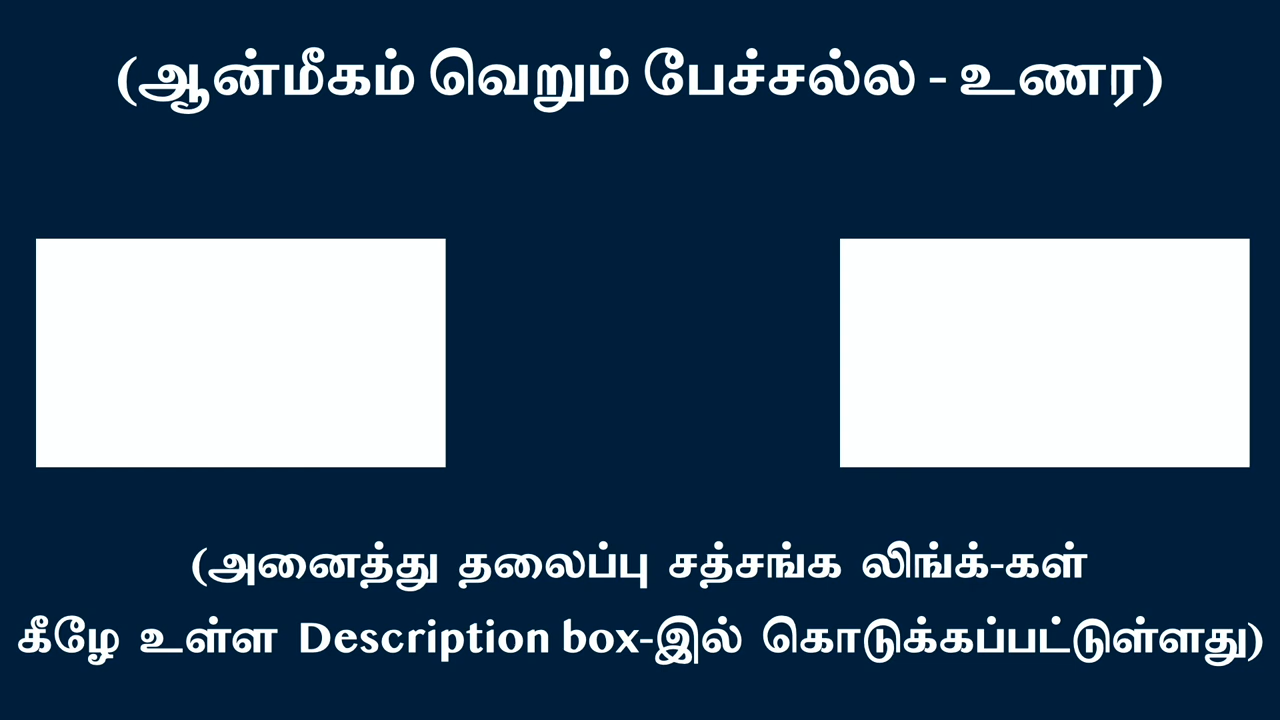 (ஆன்மீகம் வெறும் பேச்சல்ல - உணர)
(அனைத்து தலைப்பு சத்சங்க லிங்க்-கள்
கீழே உள்ள Description box-இல் கொடுக்கப்பட்டுள்ளது)